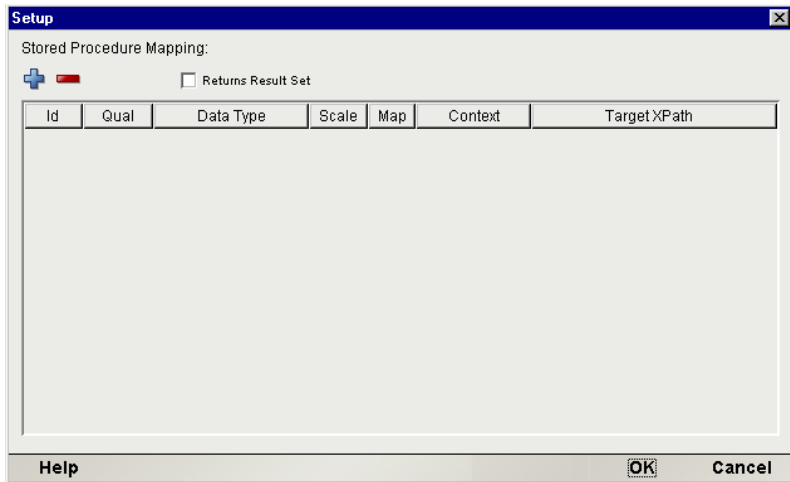 Setup
Stored Procedure Mapping:
Returns Result Set
Id Qual Data Type Scale Map Context Target XPath
Help OK Cancel